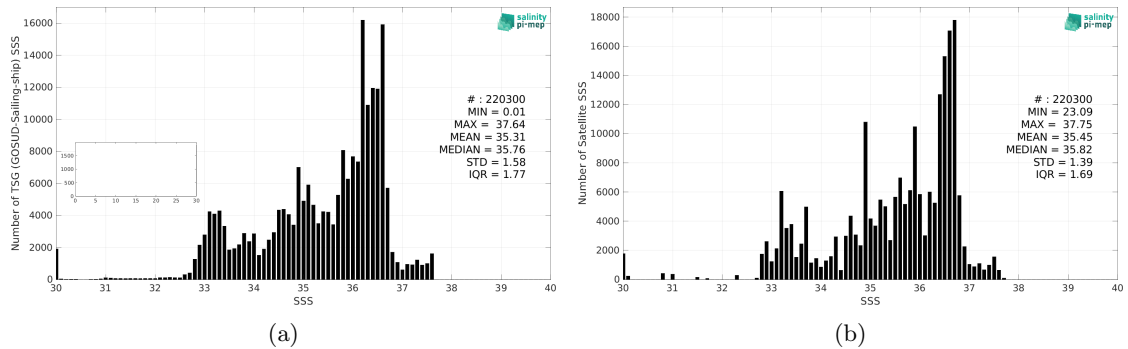 16000
14000
12000
10000
8000
6000
4000
2000
0
Number of TSG (GOSUD-Sailing-ship) SSS
1500
1000
500
0
0 5 10 15 20 25 30
salinity
pi-mep
# : 220300
MIN = 0.01
MAX = 37.64
MEAN = 35.31
MEDIAN = 35.76
STD = 1.58
IQR = 1.77
30 31 32 33 34 35 36 37 38 39 40
SSS
(a)
18000
16000
14000
12000
10000
8000
6000
4000
2000
0
Number of Satellite SSS
salinity
pi-mep
# : 220300
MIN = 23.09
MAX = 37.75
MEAN = 35.45
MEDIAN = 35.82
STD = 1.39
IQR = 1.69
30 31 32 33 34 35 36 37 38 39 40
SSS
(b)